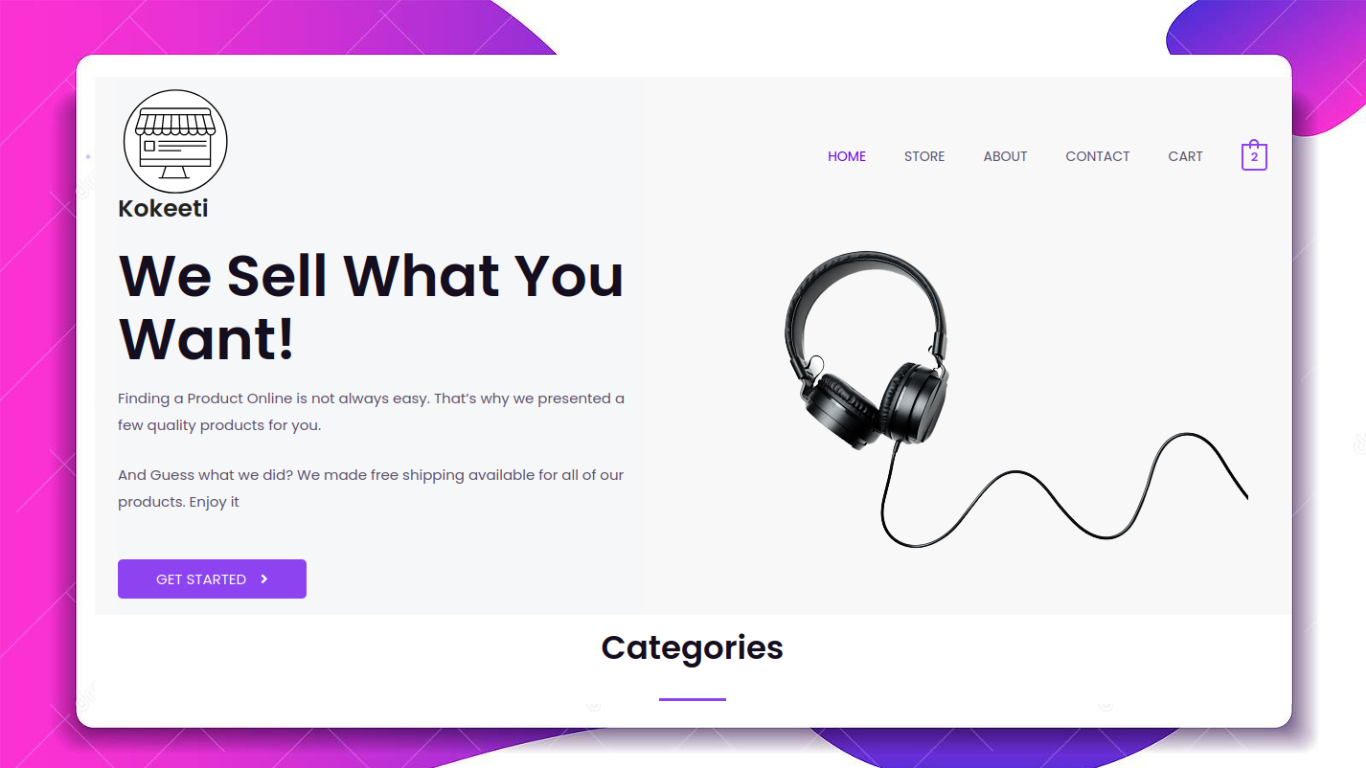 HOME STORE ABOUT CONTACT CART 2
Kokeeti
We Sell What You
Want!
Finding a Product Online is not always easy. That’s why we presented a
few quality products for you.
And Guess what we did? We made free shipping available for all of our
products. Enjoy it
GET STARTED
Categories